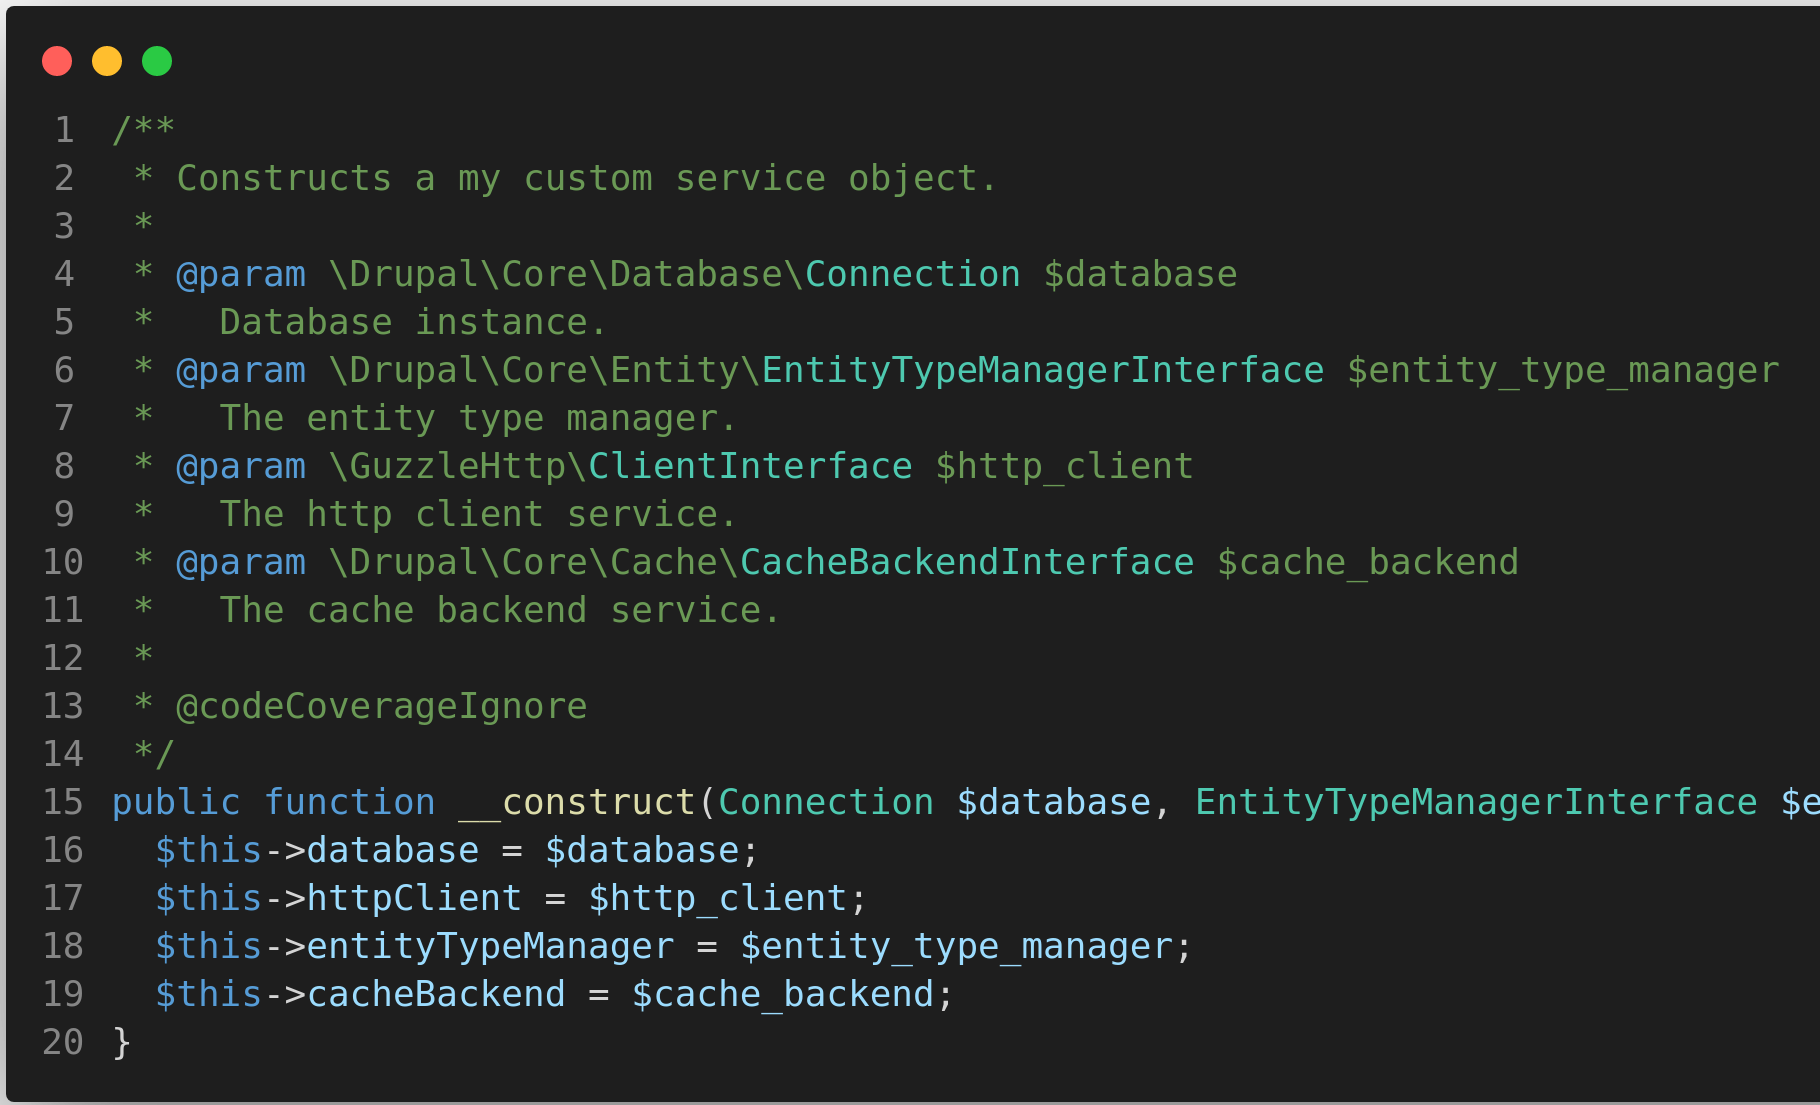 1 /**
2  * Constructs a my custom service object.
3  *
4  * @param \Drupal\Core\Database\Connection $database
5  *   Database instance.
6  * @param \Drupal\Core\Entity\EntityTypeManagerInterface $entity_type_manager
7  *   The entity type manager.
8  * @param \GuzzleHttp\ClientInterface $http_client
9  *   The http client service.
10  * @param \Drupal\Core\Cache\CacheBackendInterface $cache_backend
11  *   The cache backend service.
12  *
13  * @codeCoverageIgnore
14  */
15 public function __construct(Connection $database, EntityTypeManagerInterface $e
16   $this->database = $database;
17   $this->httpClient = $http_client;
18   $this->entityTypeManager = $entity_type_manager;
19   $this->cacheBackend = $cache_backend;
20 }